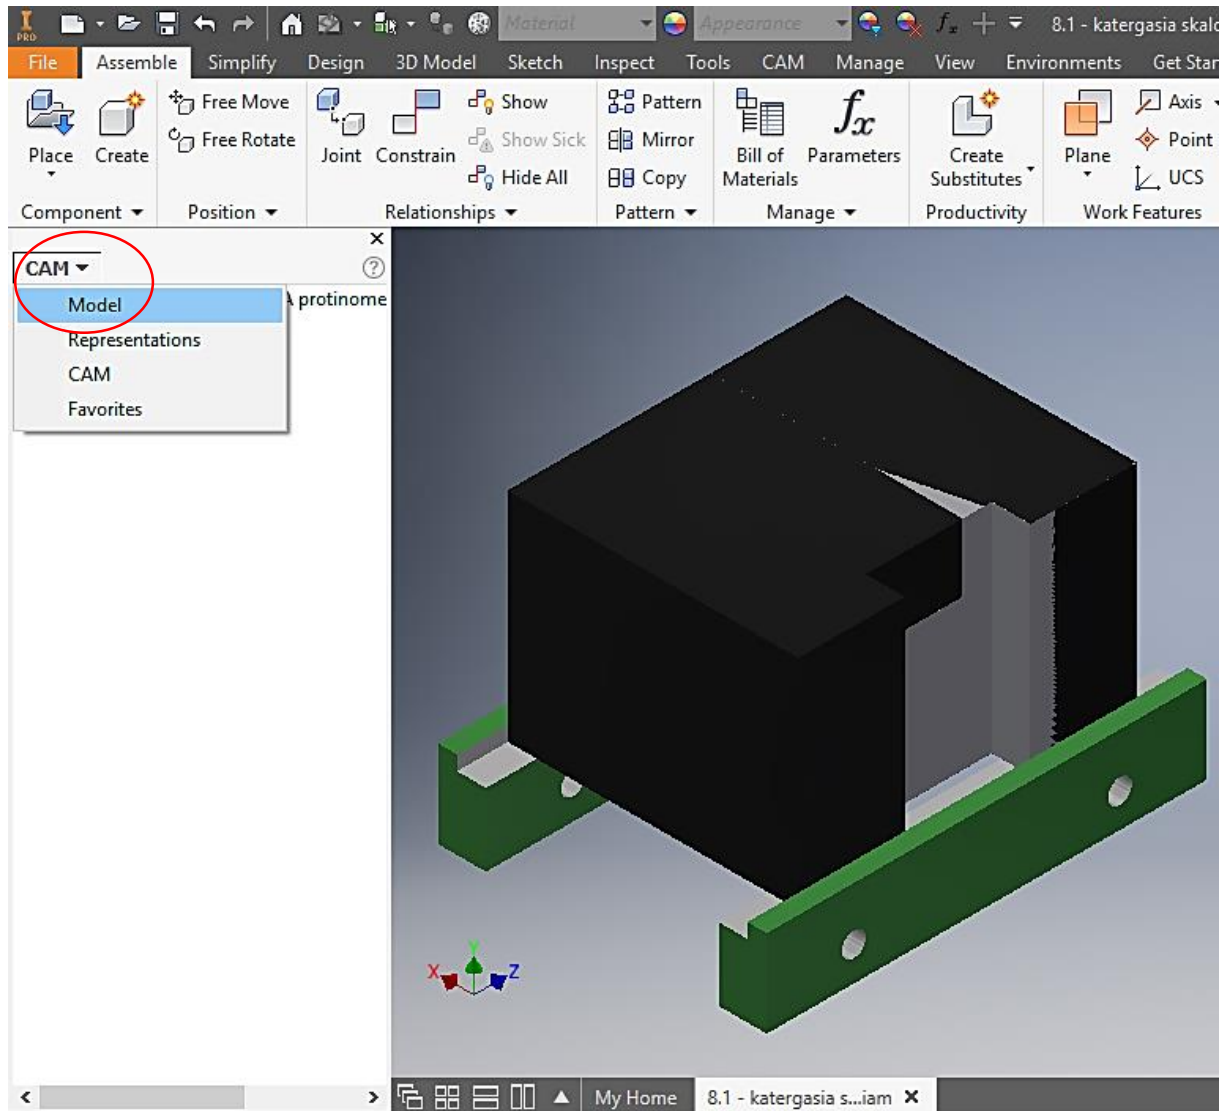 PRO Material Appearance fx 8.1 - katergasia skalo
File Assemble Simplify Design 3D Model Sketch Inspect Tools CAM Manage View Environments Get Star
Place
Create
Free Move
Free Rotate
Component Position
Joint
Constrain
Show
Show Sick
Hide All
Relationships
Pattern
Mirror
Copy
Pattern
Bill of
Materials
fx
Parameters
Manage
Create
Substitutes
Productivity
Plane
Axis
Point
UCS
Work Features
CAM
protinome
Model
Representations
CAM
Favorites
X Y Z
My Home 8.1 - katergasia s...iam